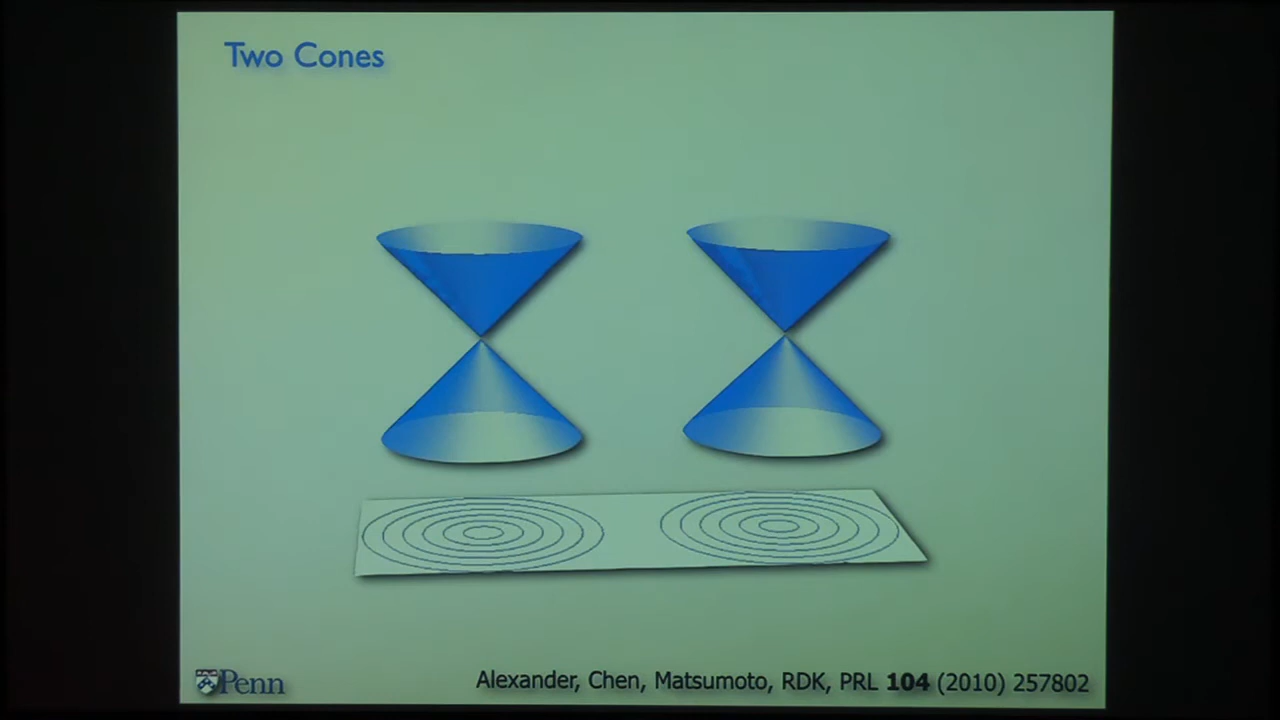 Two Cones
Penn
Alexander, Chen, Matsumoto, RDK, PRL 104 (2010) 257802